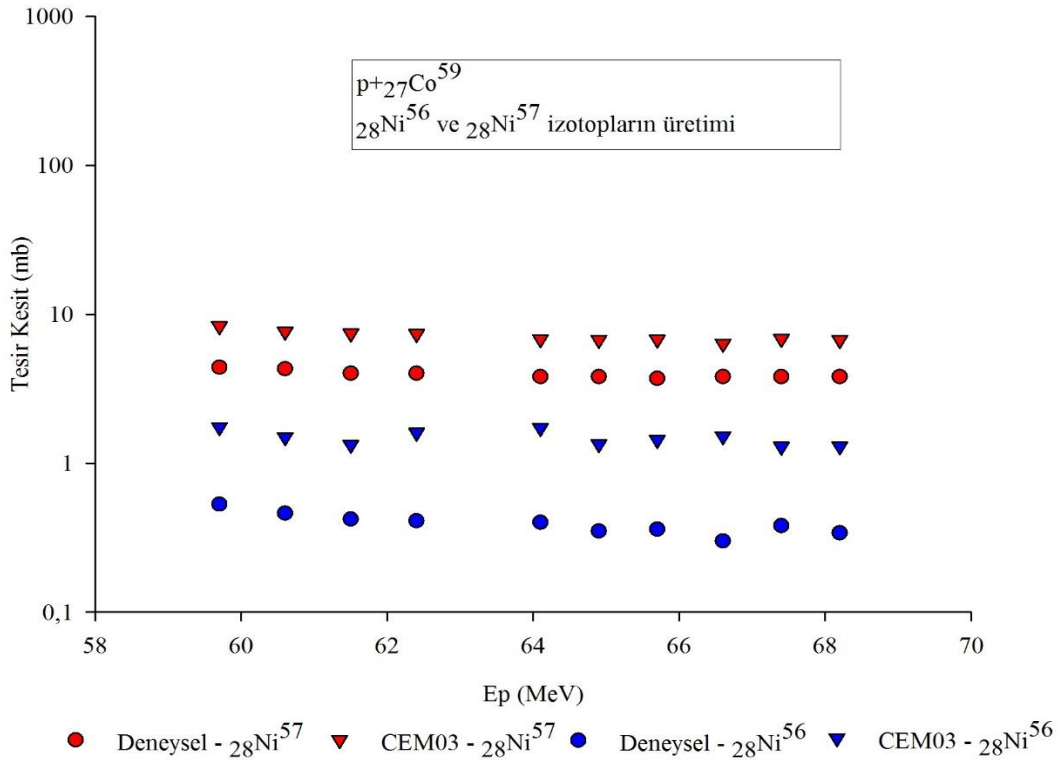 1000
p+27Co59
28Ni56 ve 28Ni57 izotopların üretimi
100
Tesir Kesit (mb)
10
1
0,1
58 60 62 64 66 68 70
Ep (MeV)
Deneysel - 28Ni57 CEM03 - 28Ni57 Deneysel - 28Ni56 CEM03 - 28Ni56